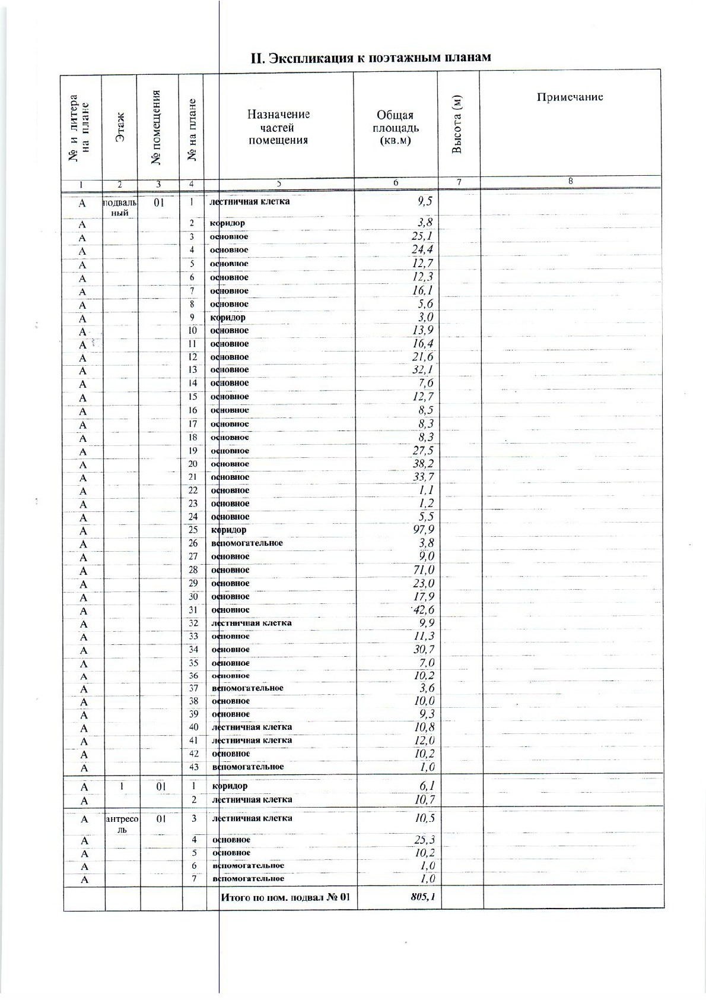 II. Экспликация к поэтажным планам
№ и литера на плане | Этаж | № помещения | № на плане | Назначение частей помещения | Общая площадь (кв.м) | Высота (м) | Примечание
1 2 3 4 5 6 7 8
А подвальный 01 1 лестничная клетка 9,5
А 2 коридор 3,8
А 3 основное 25,1
А 4 основное 24,4
А 5 основное 12,7
А 6 основное 12,3
А 7 основное 16,1
А 8 основное 5,6
А 9 коридор 3,0
А 10 основное 13,9
А 11 основное 16,4
А 12 основное 21,6
А 13 основное 32,1
А 14 основное 7,6
А 15 основное 12,7
А 16 основное 8,5
А 17 основное 8,3
А 18 основное 8,3
А 19 основное 27,5
А 20 основное 38,2
А 21 основное 33,7
А 22 основное 1,1
А 23 основное 1,2
А 24 основное 5,5
А 25 коридор 97,9
А 26 вспомогательное 3,8
А 27 основное 9,0
А 28 основное 71,0
А 29 основное 23,0
А 30 основное 17,9
А 31 основное 42,6
А 32 лестничная клетка 9,9
А 33 основное 11,3
А 34 основное 30,7
А 35 основное 7,0
А 36 основное 10,2
А 37 вспомогательное 3,6
А 38 основное 10,0
А 39 основное 9,3
А 40 лестничная клетка 10,8
А 41 лестничная клетка 12,0
А 42 основное 10,2
А 43 вспомогательное 1,0
А 1 01 1 коридор 6,1
А 2 лестничная клетка 10,7
А антресоль 01 3 лестничная клетка 10,5
А 4 основное 25,3
А 5 основное 10,2
А 6 вспомогательное 1,0
А 7 вспомогательное 1,0
Итого по пом. подвал № 01 805,1